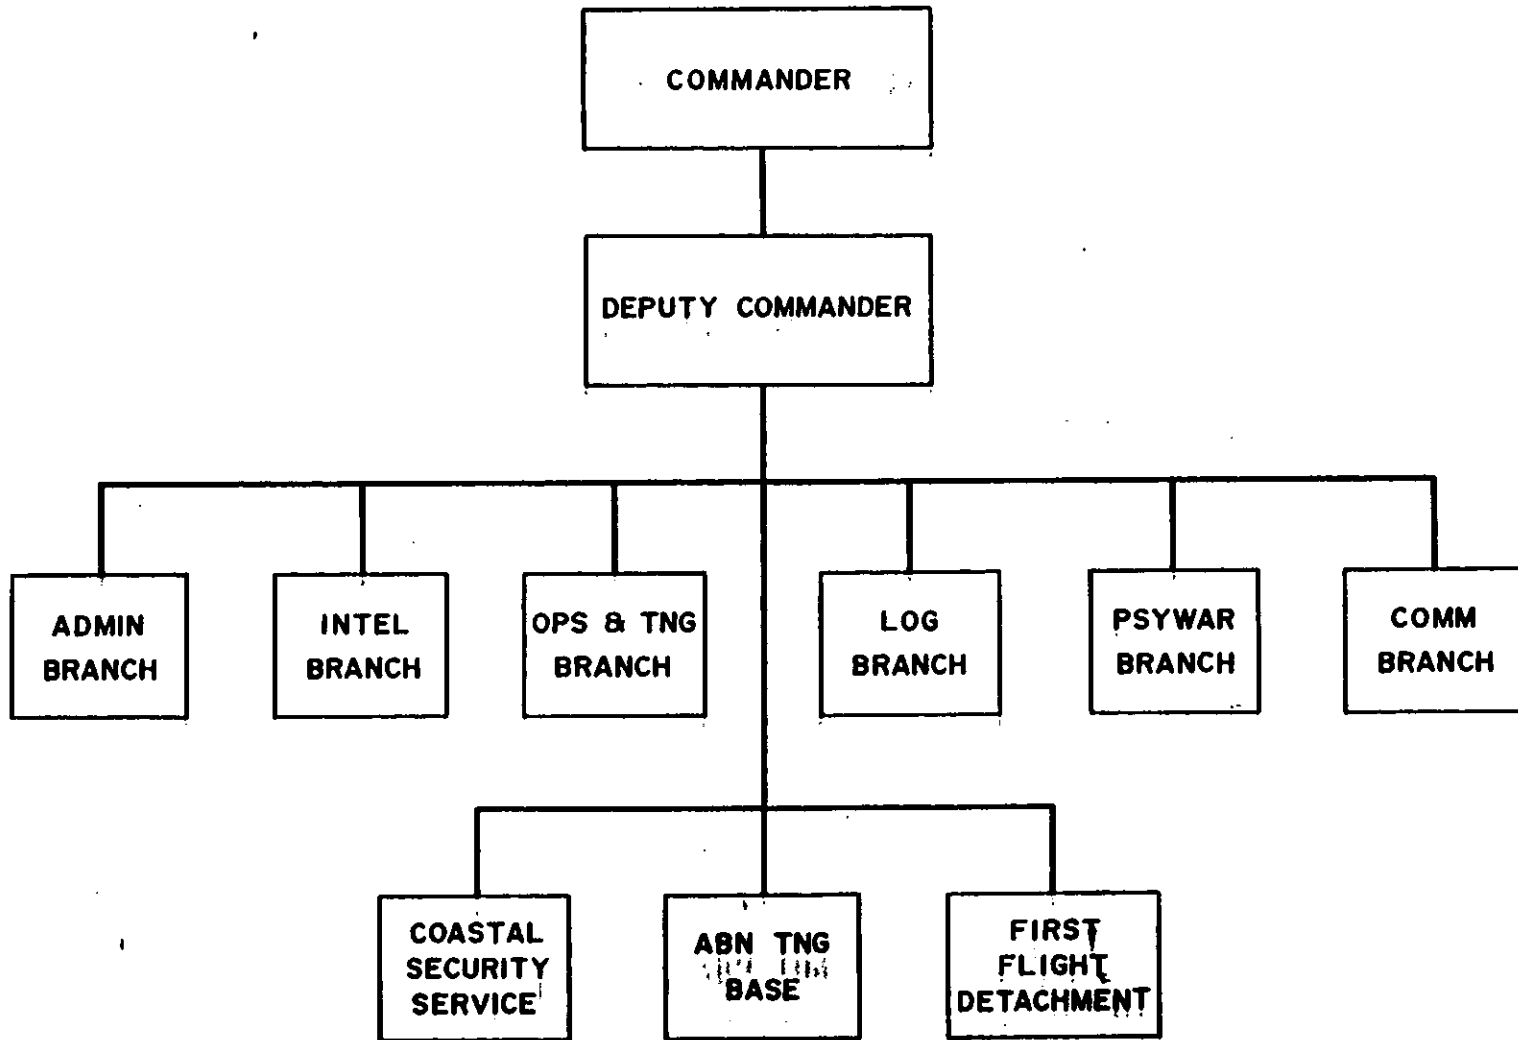 COMMANDER
DEPUTY COMMANDER
ADMIN
BRANCH
INTEL
BRANCH
OPS & TNG
BRANCH
LOG
BRANCH
PSYWAR
BRANCH
COMM
BRANCH
COASTAL
SECURITY
SERVICE
ABN TNG
BASE
FIRST
FLIGHT
DETACHMENT